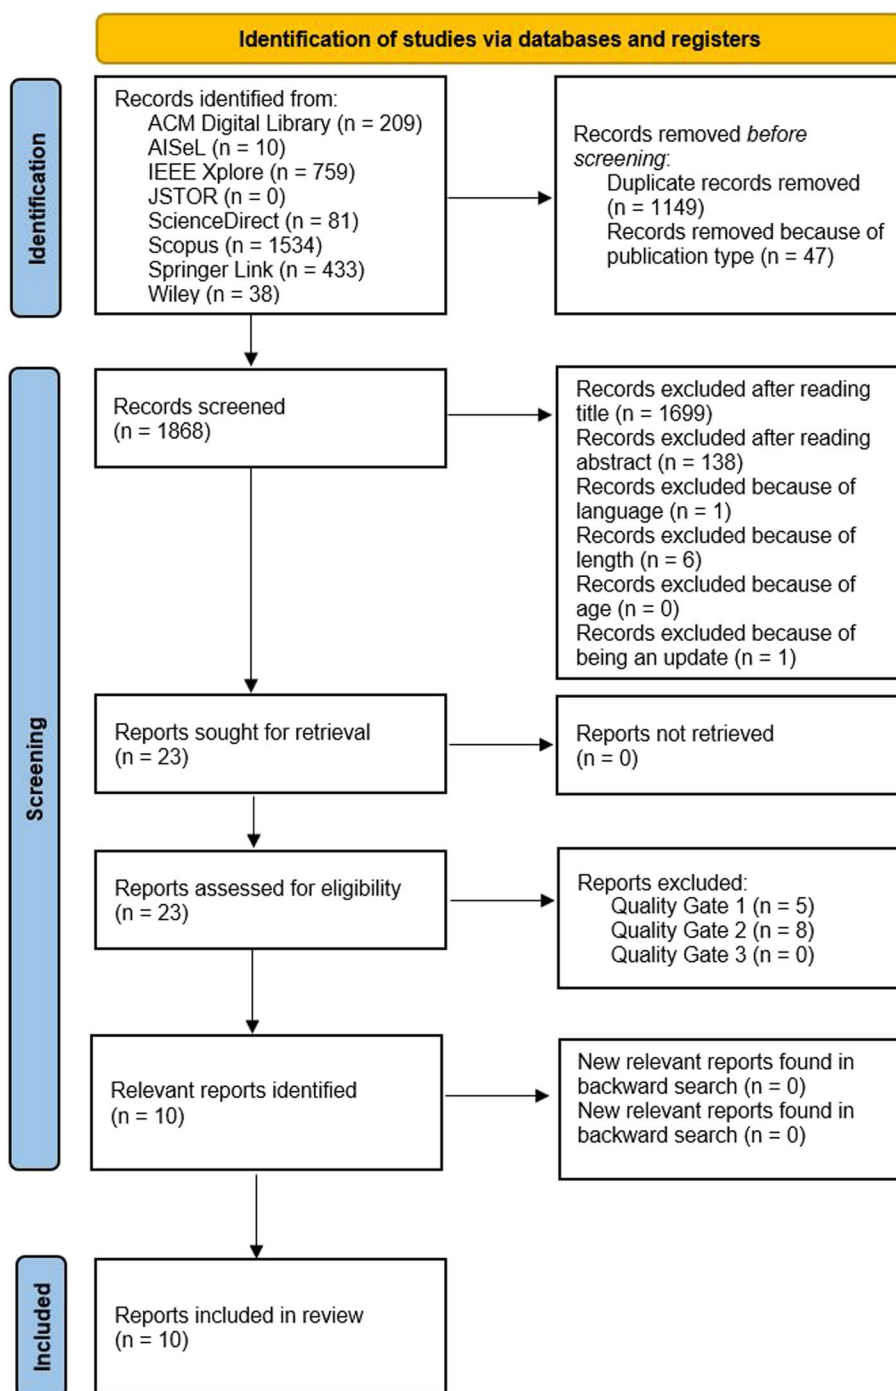 Identification of studies via databases and registers
Identification
Records identified from:
ACM Digital Library (n = 209)
AISeL (n = 10)
IEEE Xplore (n = 759)
JSTOR (n = 0)
ScienceDirect (n = 81)
Scopus (n = 1534)
Springer Link (n = 433)
Wiley (n = 38)
Records removed before
screening:
Duplicate records removed
(n = 1149)
Records removed because of
publication type (n = 47)
Screening
Records screened
(n = 1868)
Records excluded after reading
title (n = 1699)
Records excluded after reading
abstract (n = 138)
Records excluded because of
language (n = 1)
Records excluded because of
length (n = 6)
Records excluded because of
age (n = 0)
Records excluded because of
being an update (n = 1)
Reports sought for retrieval
(n = 23)
Reports not retrieved
(n = 0)
Reports assessed for eligibility
(n = 23)
Reports excluded:
Quality Gate 1 (n = 5)
Quality Gate 2 (n = 8)
Quality Gate 3 (n = 0)
Relevant reports identified
(n = 10)
New relevant reports found in
backward search (n = 0)
New relevant reports found in
backward search (n = 0)
Included
Reports included in review
(n = 10)